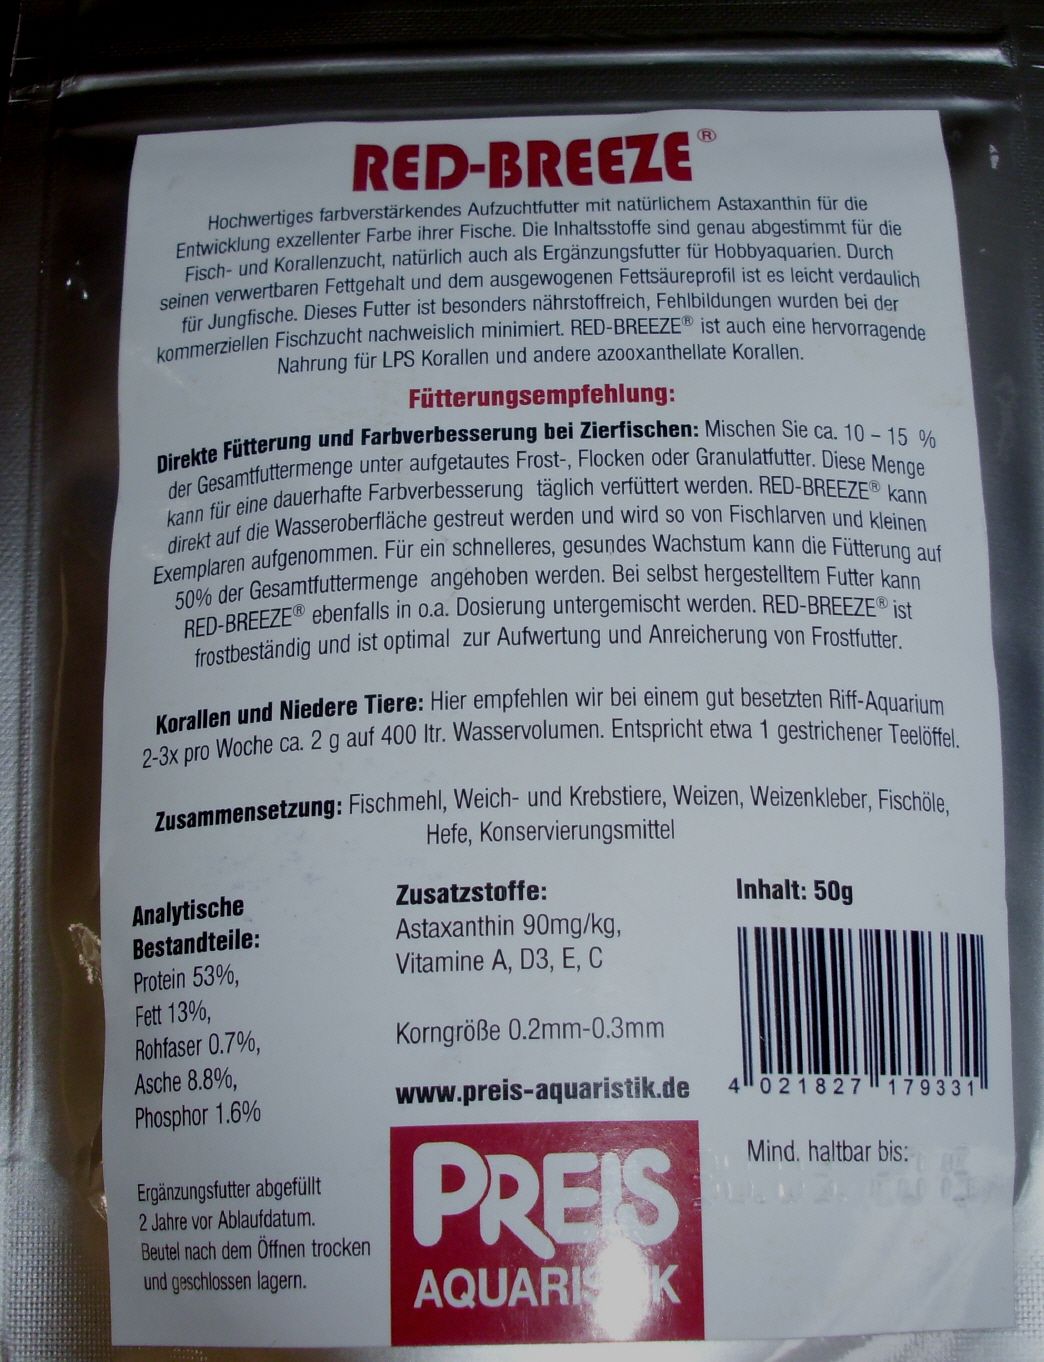 RED-BREEZE®
Hochwertiges farbverstärkendes Aufzuchtfutter mit natürlichem Astaxanthin für die
Entwicklung exzellenter Farbe ihrer Fische. Die Inhaltsstoffe sind genau abgestimmt für die
Fisch- und Korallenzucht, natürlich auch als Ergänzungsfutter für Hobbyaquarien. Durch
seinen verwertbaren Fettgehalt und dem ausgewogenen Fettsäureprofil ist es leicht verdaulich
für Jungfische. Dieses Futter ist besonders nährstoffreich, Fehlbildungen wurden bei der
kommerziellen Fischzucht nachweislich minimiert. RED-BREEZE® ist auch eine hervorragende
Nahrung für LPS Korallen und andere azooxanthellate Korallen.
Fütterungsempfehlung:
Direkte Fütterung und Farbverbesserung bei Zierfischen: Mischen Sie ca. 10 – 15 %
der Gesamtfuttermenge unter aufgetautes Frost-, Flocken oder Granulatfutter. Diese Menge
kann für eine dauerhafte Farbverbesserung täglich verfüttert werden. RED-BREEZE® kann
direkt auf die Wasseroberfläche gestreut werden und wird so von Fischlarven und kleinen
Exemplaren aufgenommen. Für ein schnelleres, gesundes Wachstum kann die Fütterung auf
50% der Gesamtfuttermenge angehoben werden. Bei selbst hergestelltem Futter kann
RED-BREEZE® ebenfalls in o.a. Dosierung untergemischt werden. RED-BREEZE® ist
frostbeständig und ist optimal zur Aufwertung und Anreicherung von Frostfutter.
Korallen und Niedere Tiere: Hier empfehlen wir bei einem gut besetzten Riff-Aquarium
2-3x pro Woche ca. 2 g auf 400 ltr. Wasservolumen. Entspricht etwa 1 gestrichener Teelöffel.
Zusammensetzung: Fischmehl, Weich- und Krebstiere, Weizen, Weizenkleber, Fischöle,
Hefe, Konservierungsmittel
Analytische
Bestandteile:
Protein 53%,
Fett 13%,
Rohfaser 0.7%,
Asche 8.8%,
Phosphor 1.6%
Ergänzungsfutter abgefüllt
2 Jahre vor Ablaufdatum.
Beutel nach dem Öffnen trocken
und geschlossen lagern.
Zusatzstoffe:
Astaxanthin 90mg/kg,
Vitamine A, D3, E, C
Korngröße 0.2mm-0.3mm
www.preis-aquaristik.de
PREIS
AQUARISTIK
Inhalt: 50g
4 021827 179331
Mind. haltbar bis: